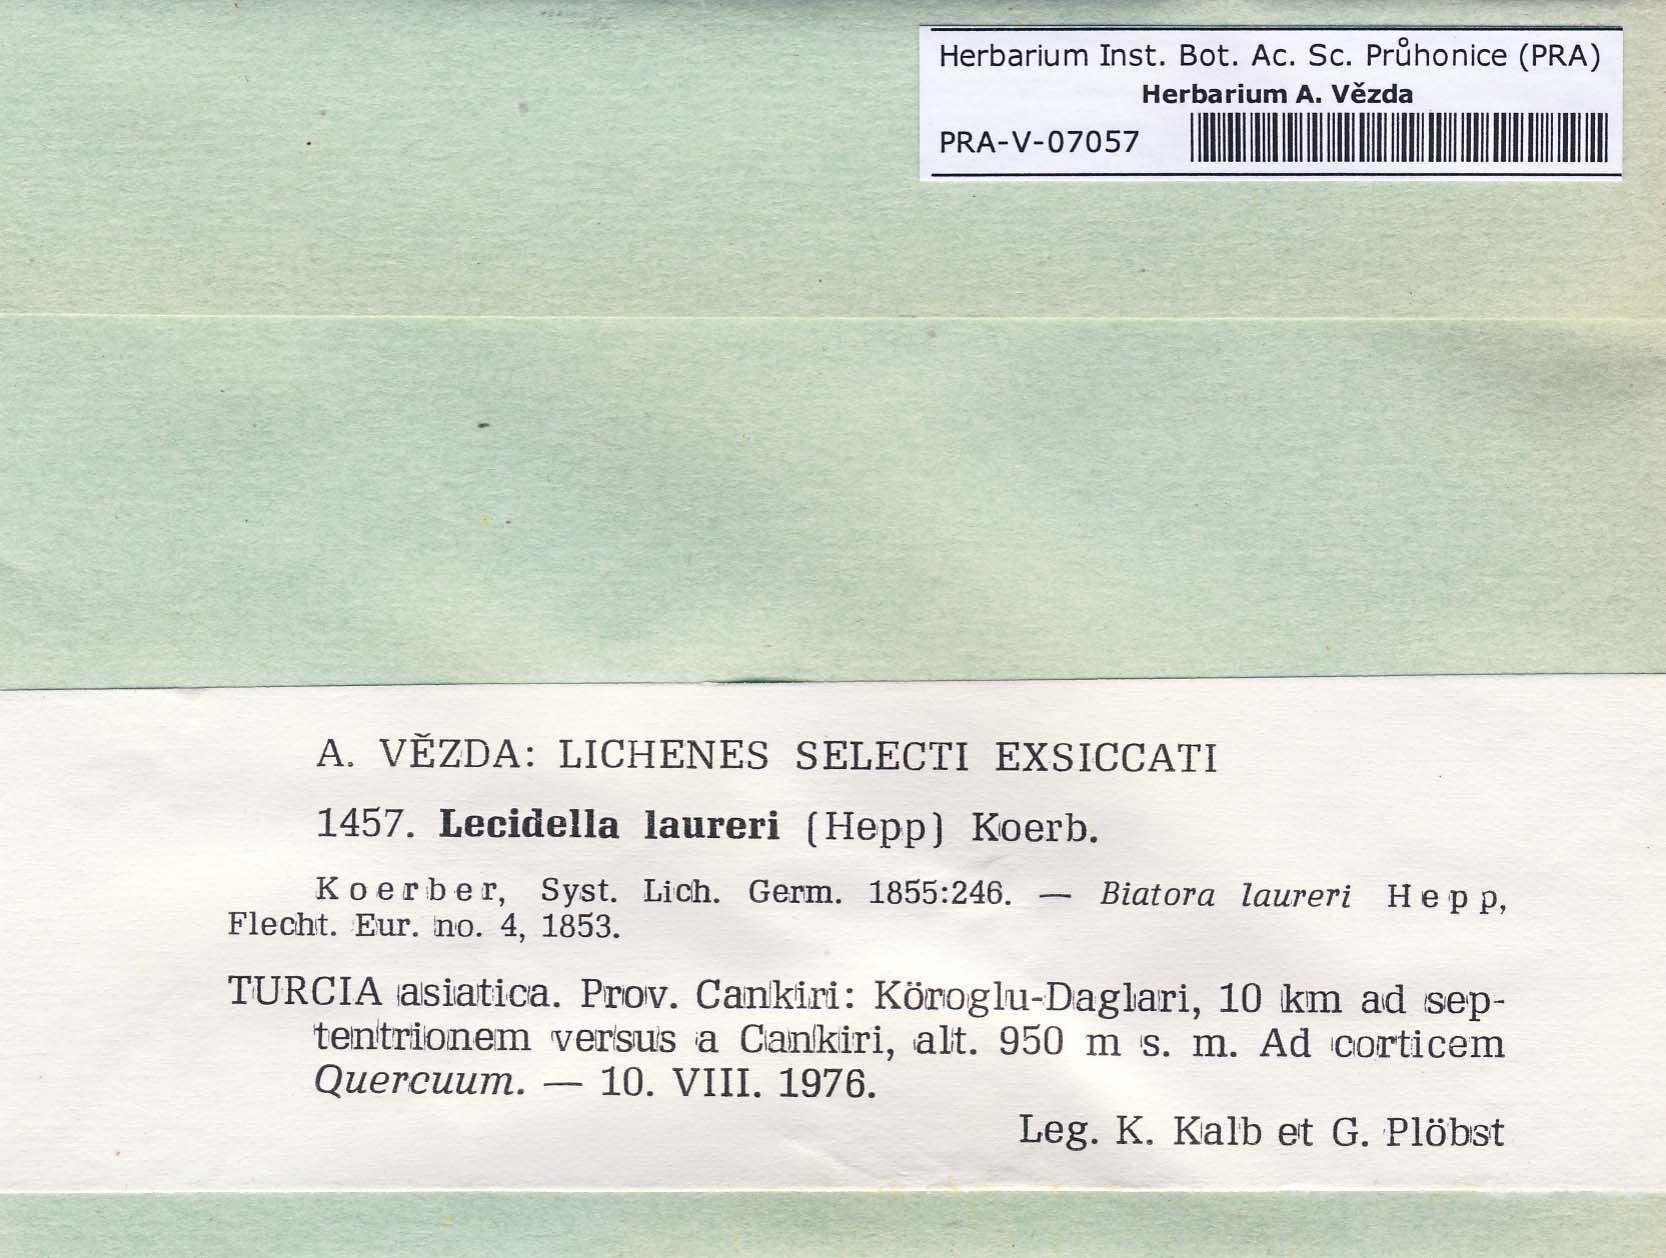 Herbarium Inst. Bot. Ac. Sc. Průhonice (PRA)
Herbarium A. Vězda
PRA-V-07057
A. VĚZDA: LICHENES SELECTI EXSICCATI
1457. Lecidella laureri (Hepp) Koerb.
Koerber, Syst. Lich. Germ. 1855:246. — Biatora laureri Hepp,
Flecht. Eur. no. 4, 1853.
TURCIA asiatica. Prov. Cankiri: Köroglu-Daglari, 10 km ad sep-
tentrionem versus a Cankiri, alt. 950 m s. m. Ad corticem
Quercuum. — 10. VIII. 1976.
Leg. K. Kalb et G. Plöbst